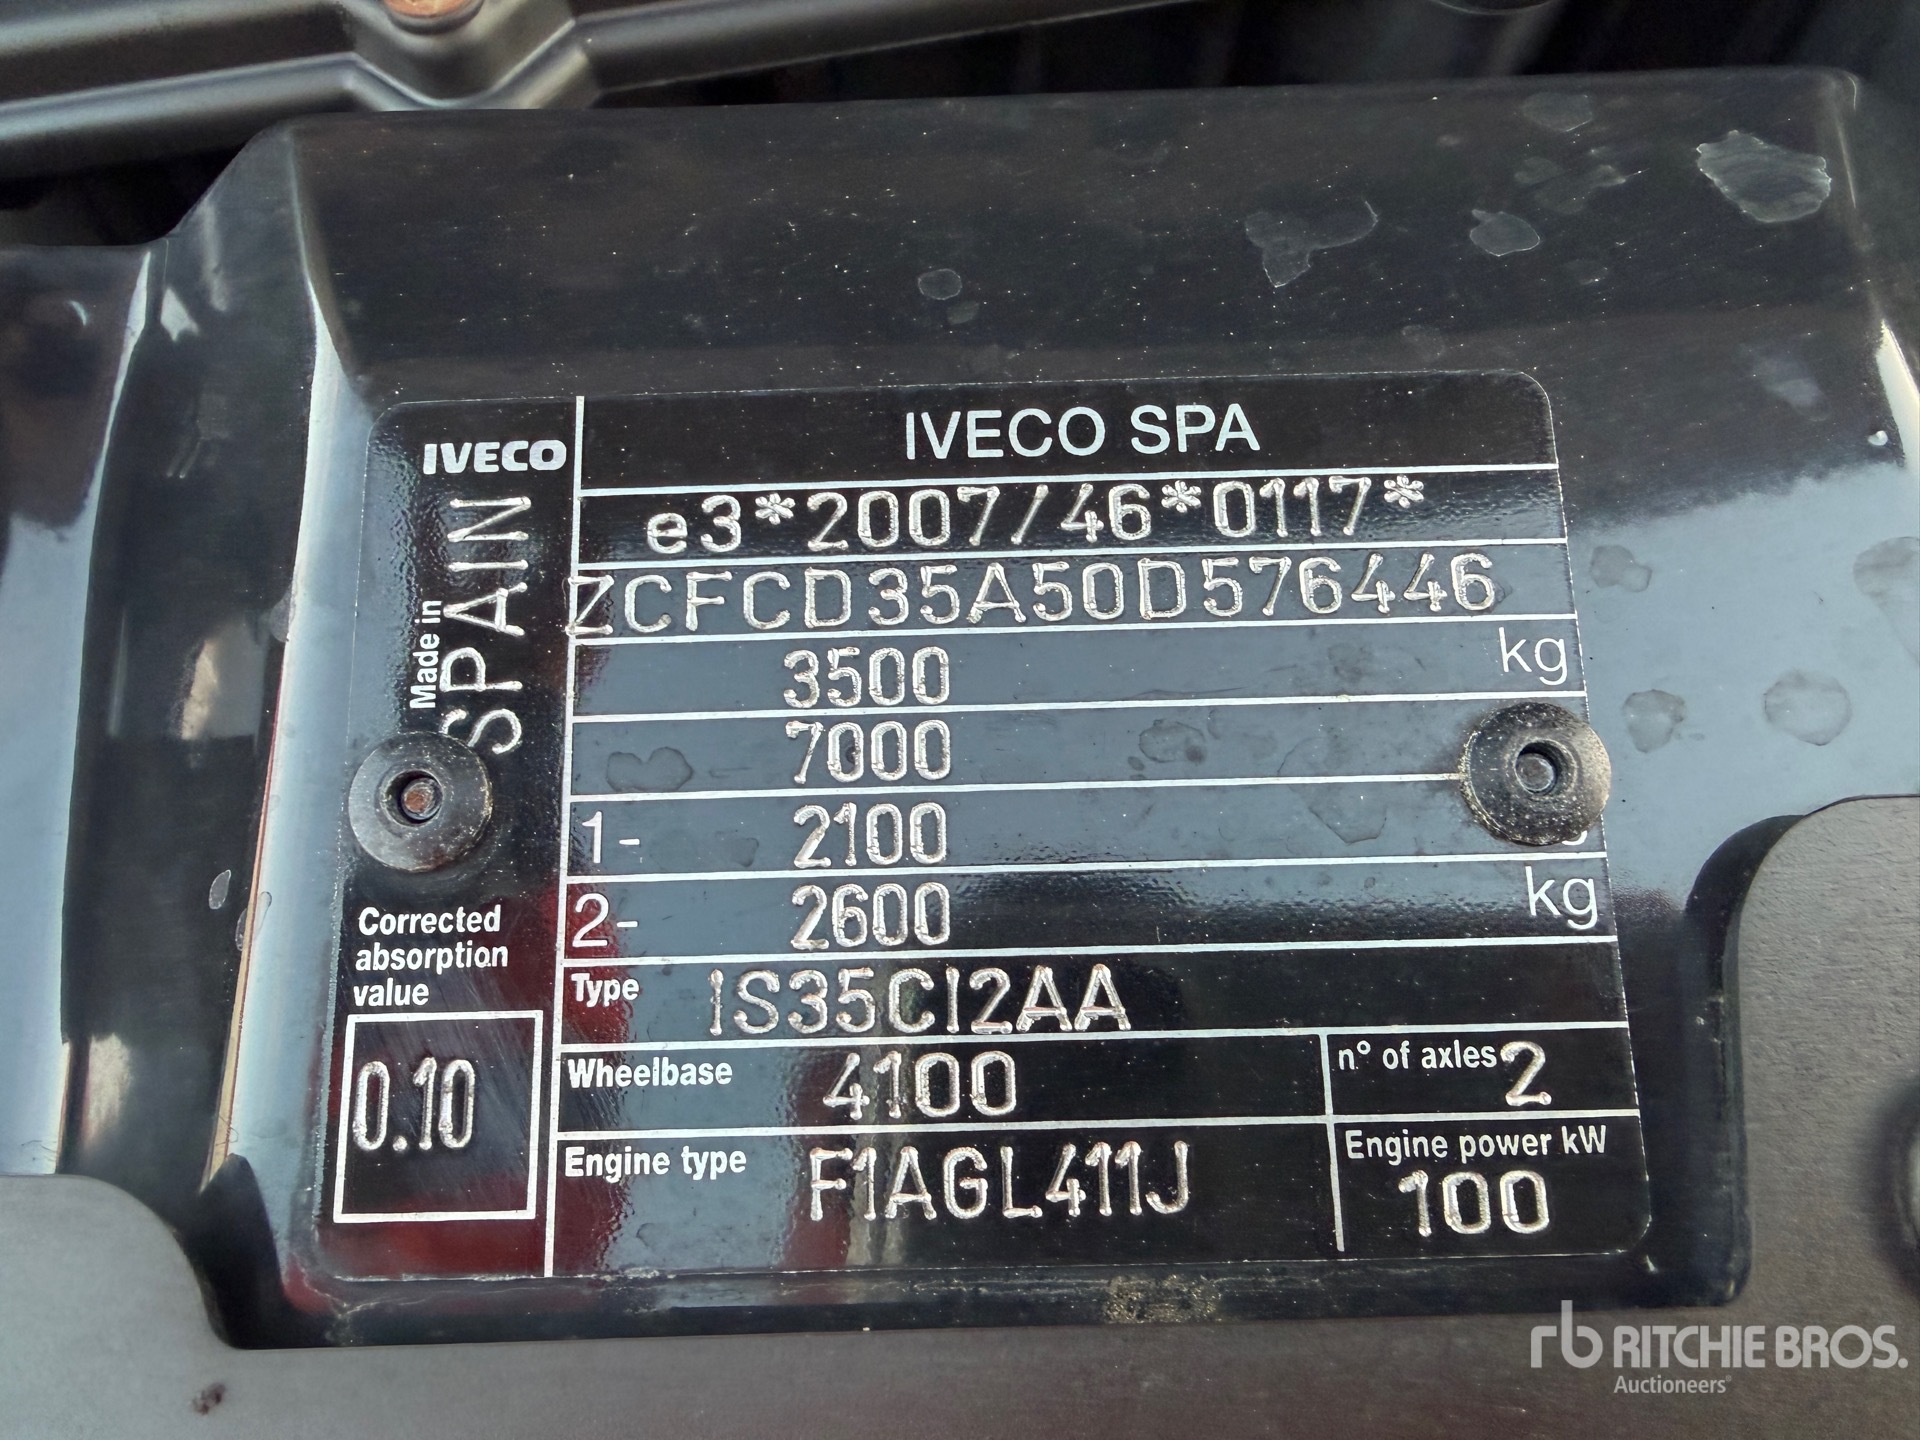 IVECO
IVECO SPA
Made in
SPAIN
e3*2007/46*0117*
ZCFCD35A50D576446
3500 kg
7000
1- 2100
2- 2600 kg
Type IS35CI2AA
Wheelbase 4100
n° of axles 2
Engine type F1AGL411J
Engine power kW
100
Corrected
absorption
value
0.10
rb RITCHIE BROS.
Auctioneers